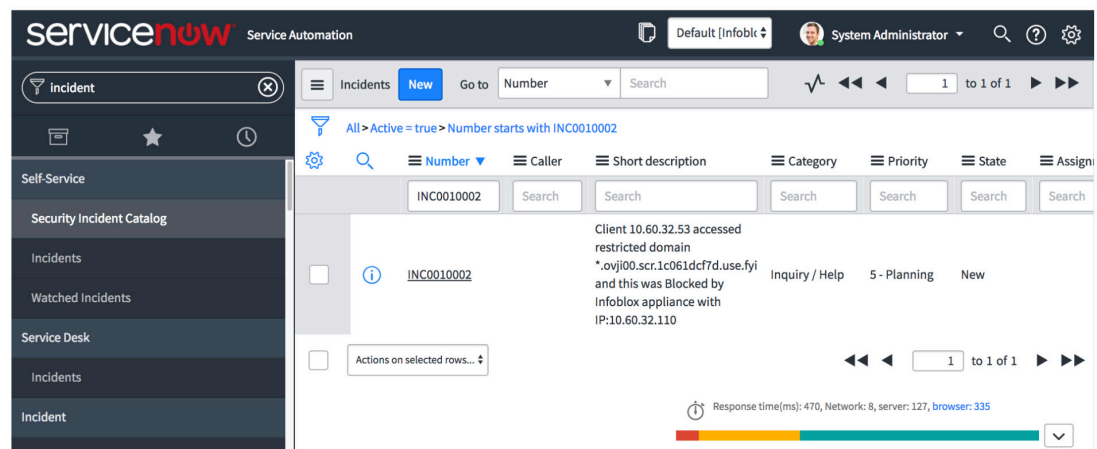 servicenow Service Automation Default [Infoblc System Administrator
incident
Incidents New Go to Number Search 1 to 1 of 1
All > Active = true > Number starts with INC0010002
Number Caller Short description Category Priority State Assignm
INC0010002 Search Search Search Search Search Search
Self-Service
Security Incident Catalog
Incidents
Watched Incidents
Service Desk
Incidents
Incident
INC0010002
Client 10.60.32.53 accessed
restricted domain
*.ovji00.scr.1c061dcf7d.use.fyi
and this was Blocked by
Infoblox appliance with
IP:10.60.32.110
Inquiry / Help 5 - Planning New
Actions on selected rows... 1 to 1 of 1
Response time(ms): 470, Network: 8, server: 127, browser: 335